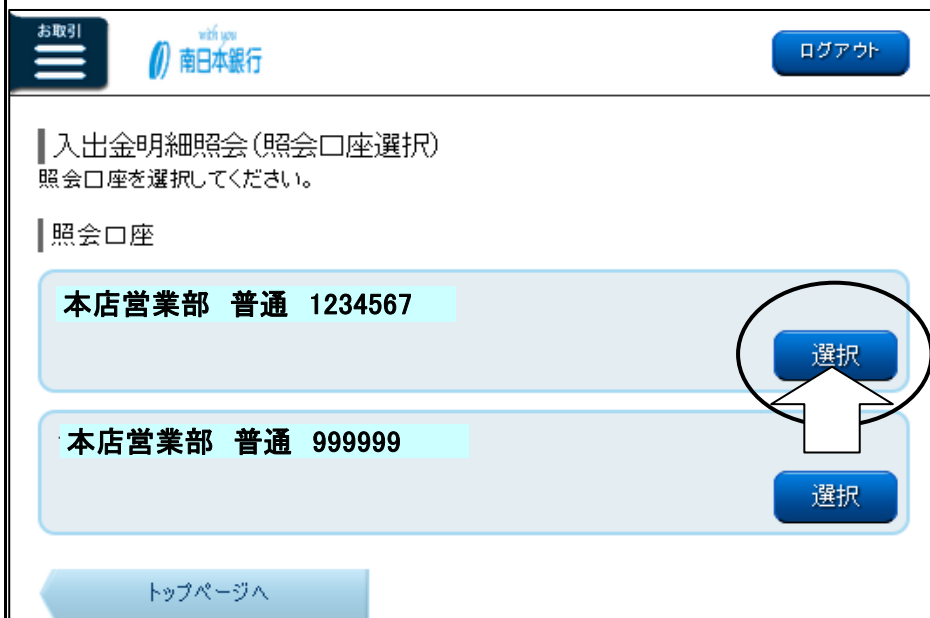 お取引
with you
南日本銀行
ログアウト
入出金明細照会(照会口座選択)
照会口座を選択してください。
照会口座
本店営業部 普通 1234567
選択
本店営業部 普通 999999
選択
トップページへ